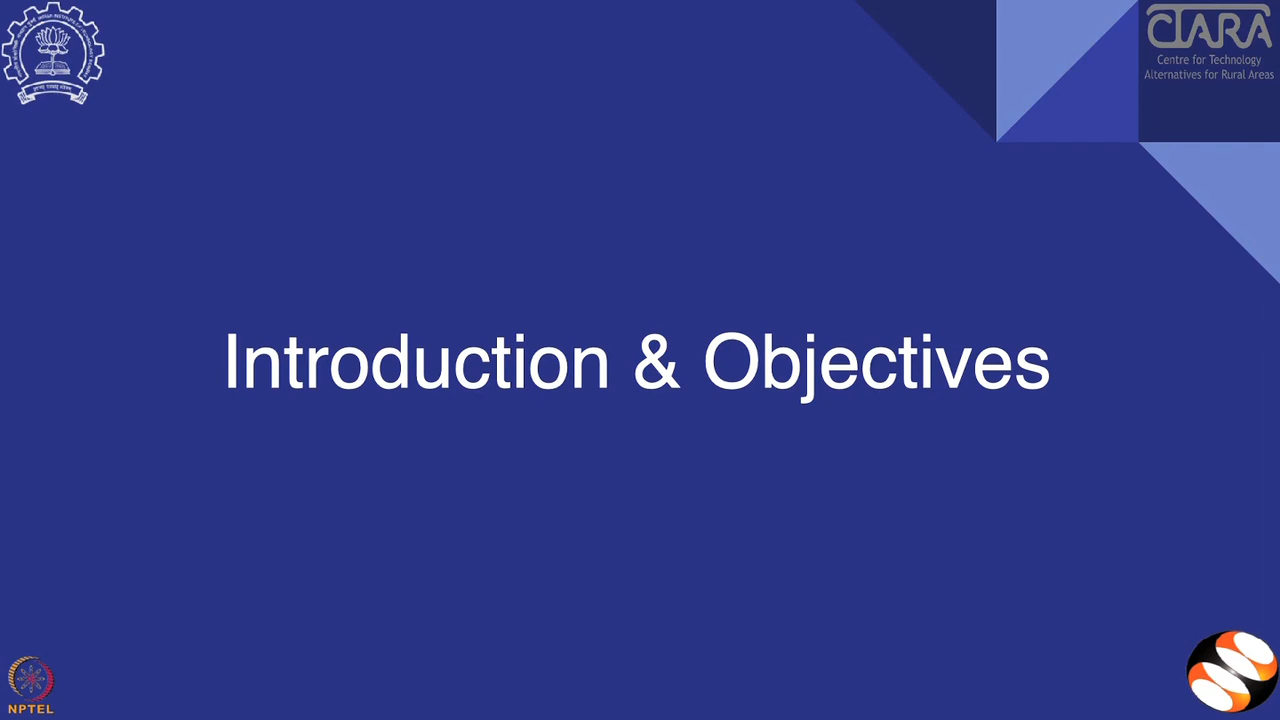 CTARA
Centre for Technology
Alternatives for Rural Areas
Introduction & Objectives
NPTEL